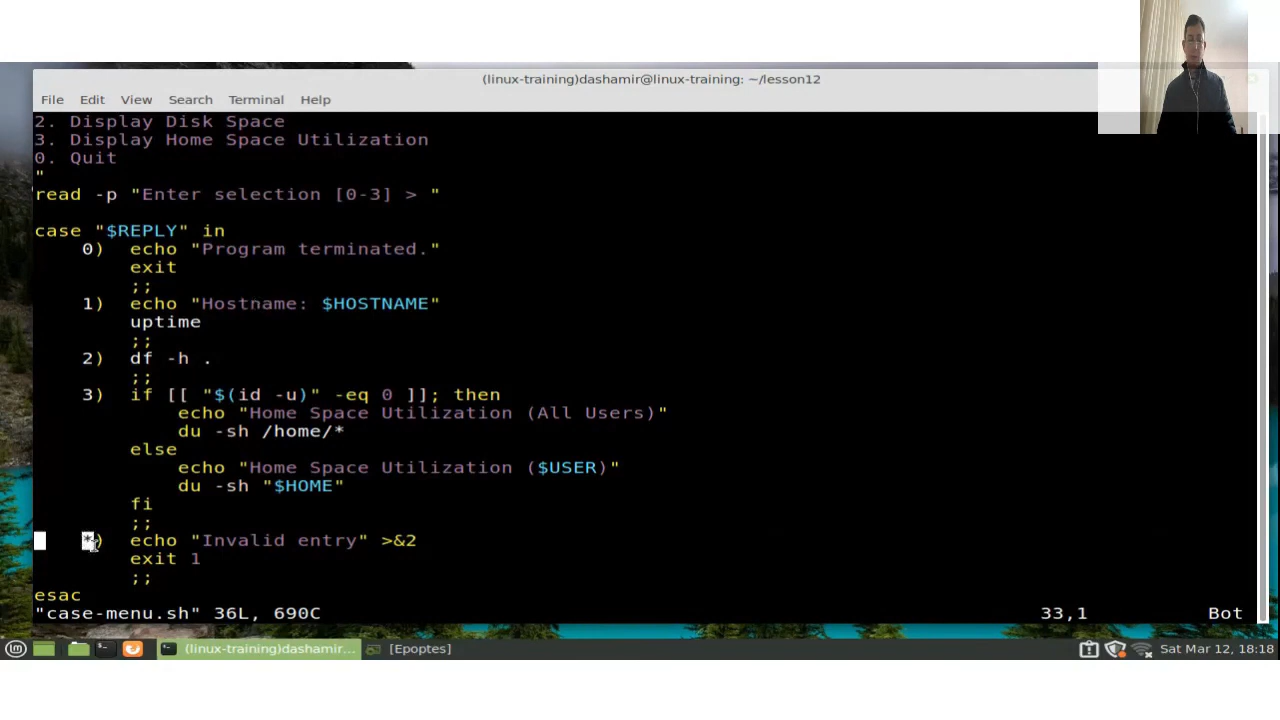 (linux-training)dashamir@linux-training: ~/lesson12
File Edit View Search Terminal Help
2. Display Disk Space
3. Display Home Space Utilization
0. Quit
"
read -p "Enter selection [0-3] > "
case "$REPLY" in
0) echo "Program terminated."
exit
;;
1) echo "Hostname: $HOSTNAME"
uptime
;;
2) df -h .
;;
3) if [[ "$(id -u)" -eq 0 ]]; then
echo "Home Space Utilization (All Users)"
du -sh /home/*
else
echo "Home Space Utilization ($USER)"
du -sh "$HOME"
fi
;;
*) echo "Invalid entry" >&2
exit 1
;;
esac
"case-menu.sh" 36L, 690C 33,1 Bot
(linux-training)dashamir... [Epoptes] Sat Mar 12, 18:18